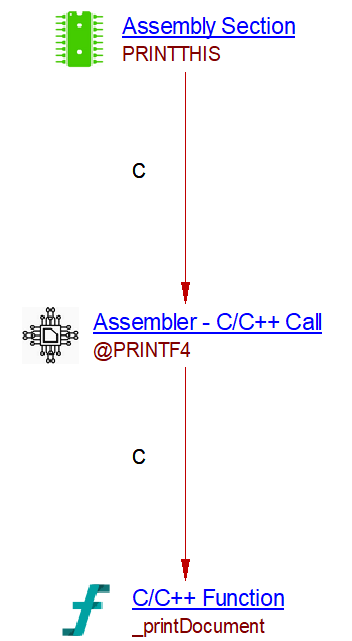 Assembly Section
PRINTTHIS
C
Assembler - C/C++ Call
@PRINTF4
C
C/C++ Function
_printDocument